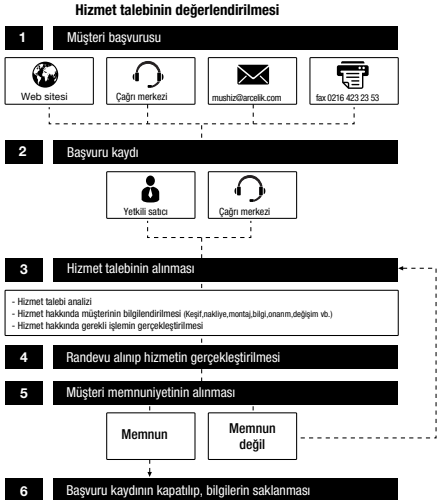 Hizmet talebinin değerlendirilmesi
1 Müşteri başvurusu
Web sitesi
Çağrı merkezi
mushiz@arcelik.com
fax 0216 423 23 53
2 Başvuru kaydı
Yetkili satıcı
Çağrı merkezi
3 Hizmet talebinin alınması
- Hizmet talebi analizi
- Hizmet hakkında müşterinin bilgilendirilmesi (Keşif,nakliye,montaj,bilgi,onarım,değişim vb.)
- Hizmet hakkında gerekli işlemin gerçekleştirilmesi
4 Randevu alınıp hizmetin gerçekleştirilmesi
5 Müşteri memnuniyetinin alınması
Memnun
Memnun
değil
6 Başvuru kaydının kapatılıp, bilgilerin saklanması